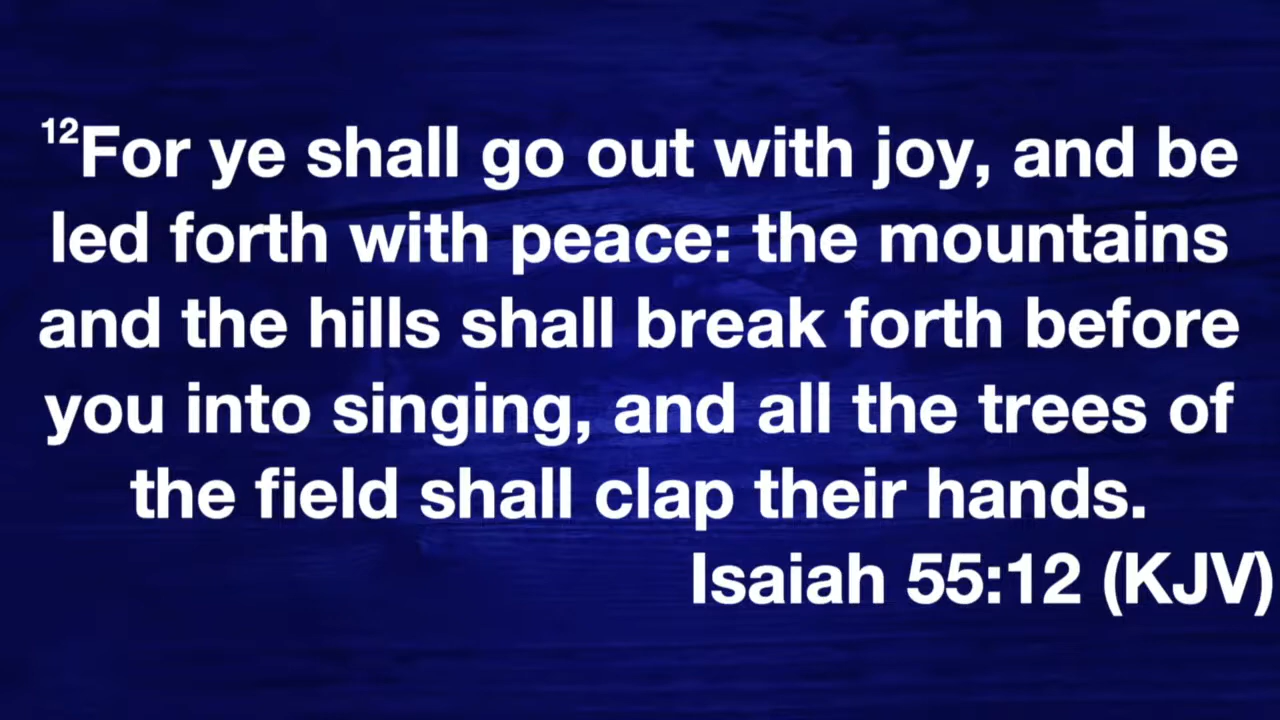 ¹²For ye shall go out with joy, and be
led forth with peace: the mountains
and the hills shall break forth before
you into singing, and all the trees of
the field shall clap their hands.
Isaiah 55:12 (KJV)